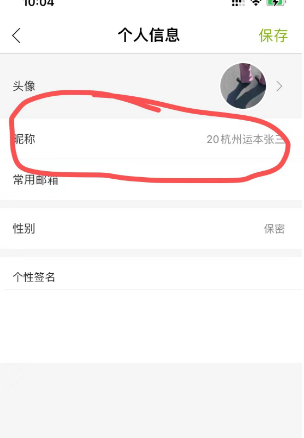 10:04
个人信息 保存
头像
昵称 20杭州运本张三
常用邮箱
性别 保密
个性签名